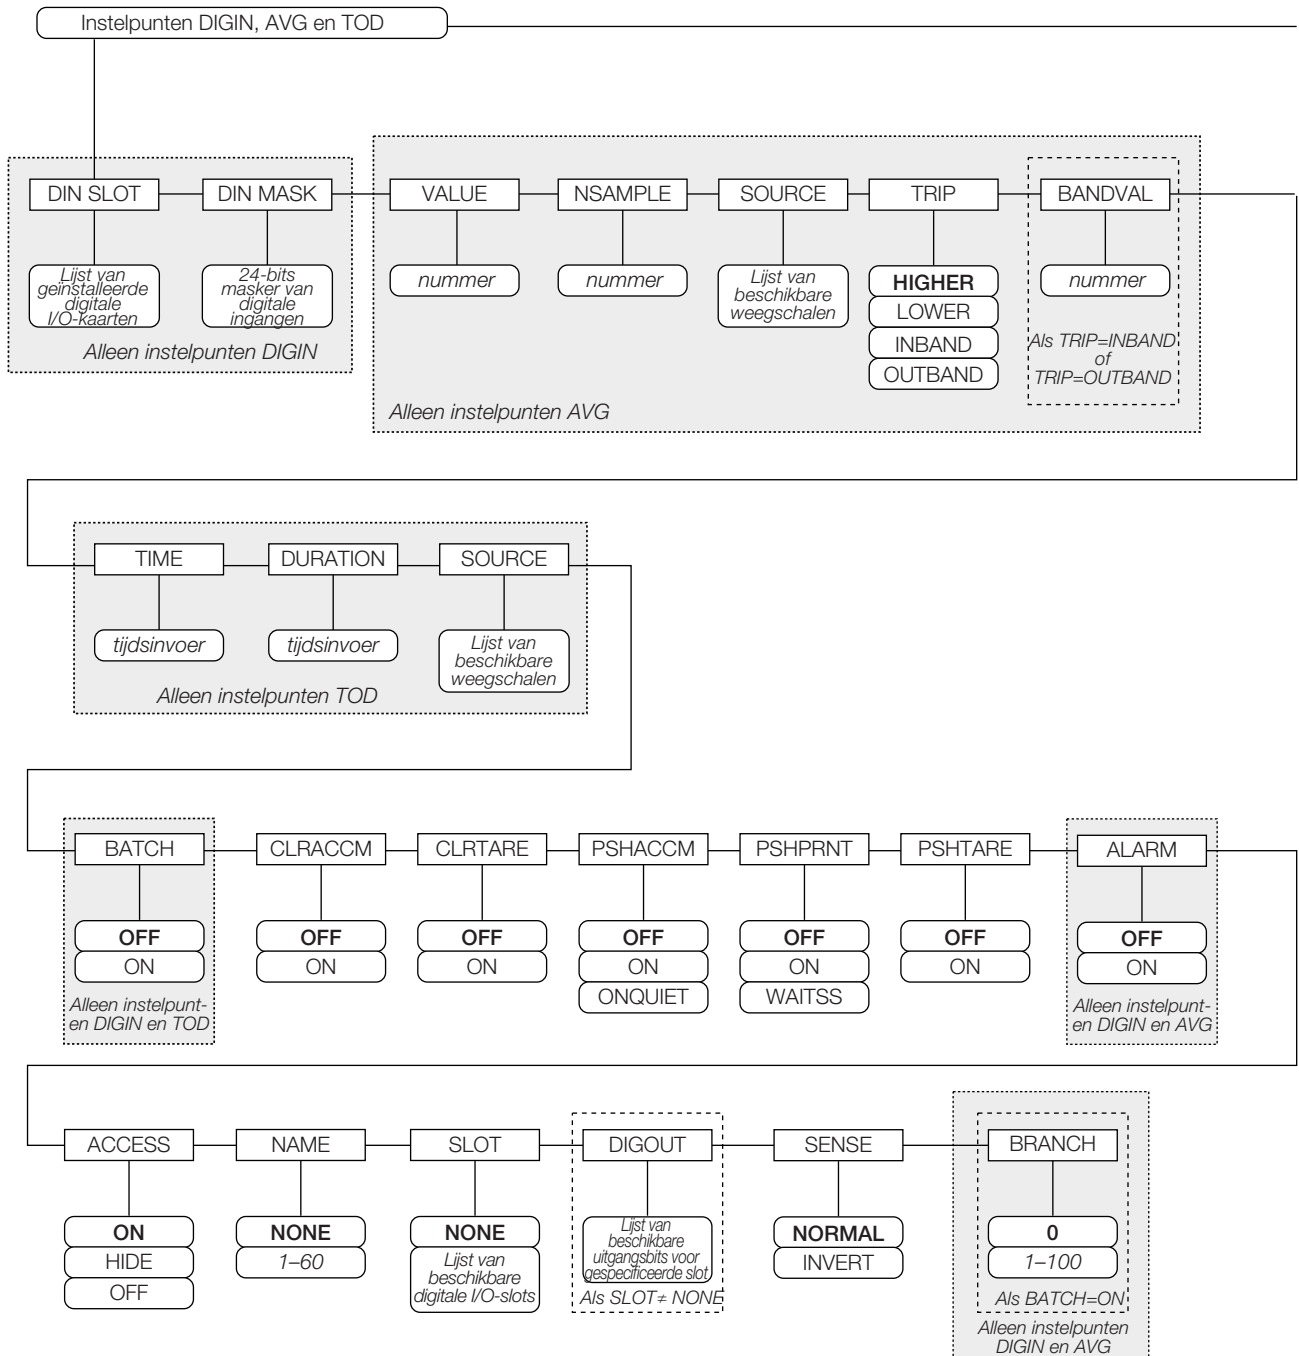 Instelpunten DIGIN, AVG en TOD
DIN SLOT
DIN MASK
VALUE
NSAMPLE
SOURCE
TRIP
BANDVAL
Lijst van
geïnstalleerde
digitale
I/O-kaarten
24-bits
masker van
digitale
ingangen
nummer
nummer
Lijst van
beschikbare
weegschalen
HIGHER
LOWER
INBAND
OUTBAND
nummer
Als TRIP=INBAND
of
TRIP=OUTBAND
Alleen instelpunten DIGIN
Alleen instelpunten AVG
TIME
DURATION
SOURCE
tijdsinvoer
tijdsinvoer
Lijst van
beschikbare
weegschalen
Alleen instelpunten TOD
BATCH
CLRACCM
CLRTARE
PSHACCM
PSHPRNT
PSHTARE
ALARM
OFF
ON
OFF
ON
OFF
ON
OFF
ON
ONQUIET
OFF
ON
WAITSS
OFF
ON
OFF
ON
Alleen instelpunt-
en DIGIN en TOD
Alleen instelpunt-
en DIGIN en AVG
ACCESS
NAME
SLOT
DIGOUT
SENSE
BRANCH
ON
HIDE
OFF
NONE
1–60
NONE
Lijst van
beschikbare
digitale I/O-slots
Lijst van
beschikbare
uitgangsbits voor
gespecificeerde slot
Als SLOT≠ NONE
NORMAL
INVERT
0
1–100
Als BATCH=ON
Alleen instelpunten
DIGIN en AVG